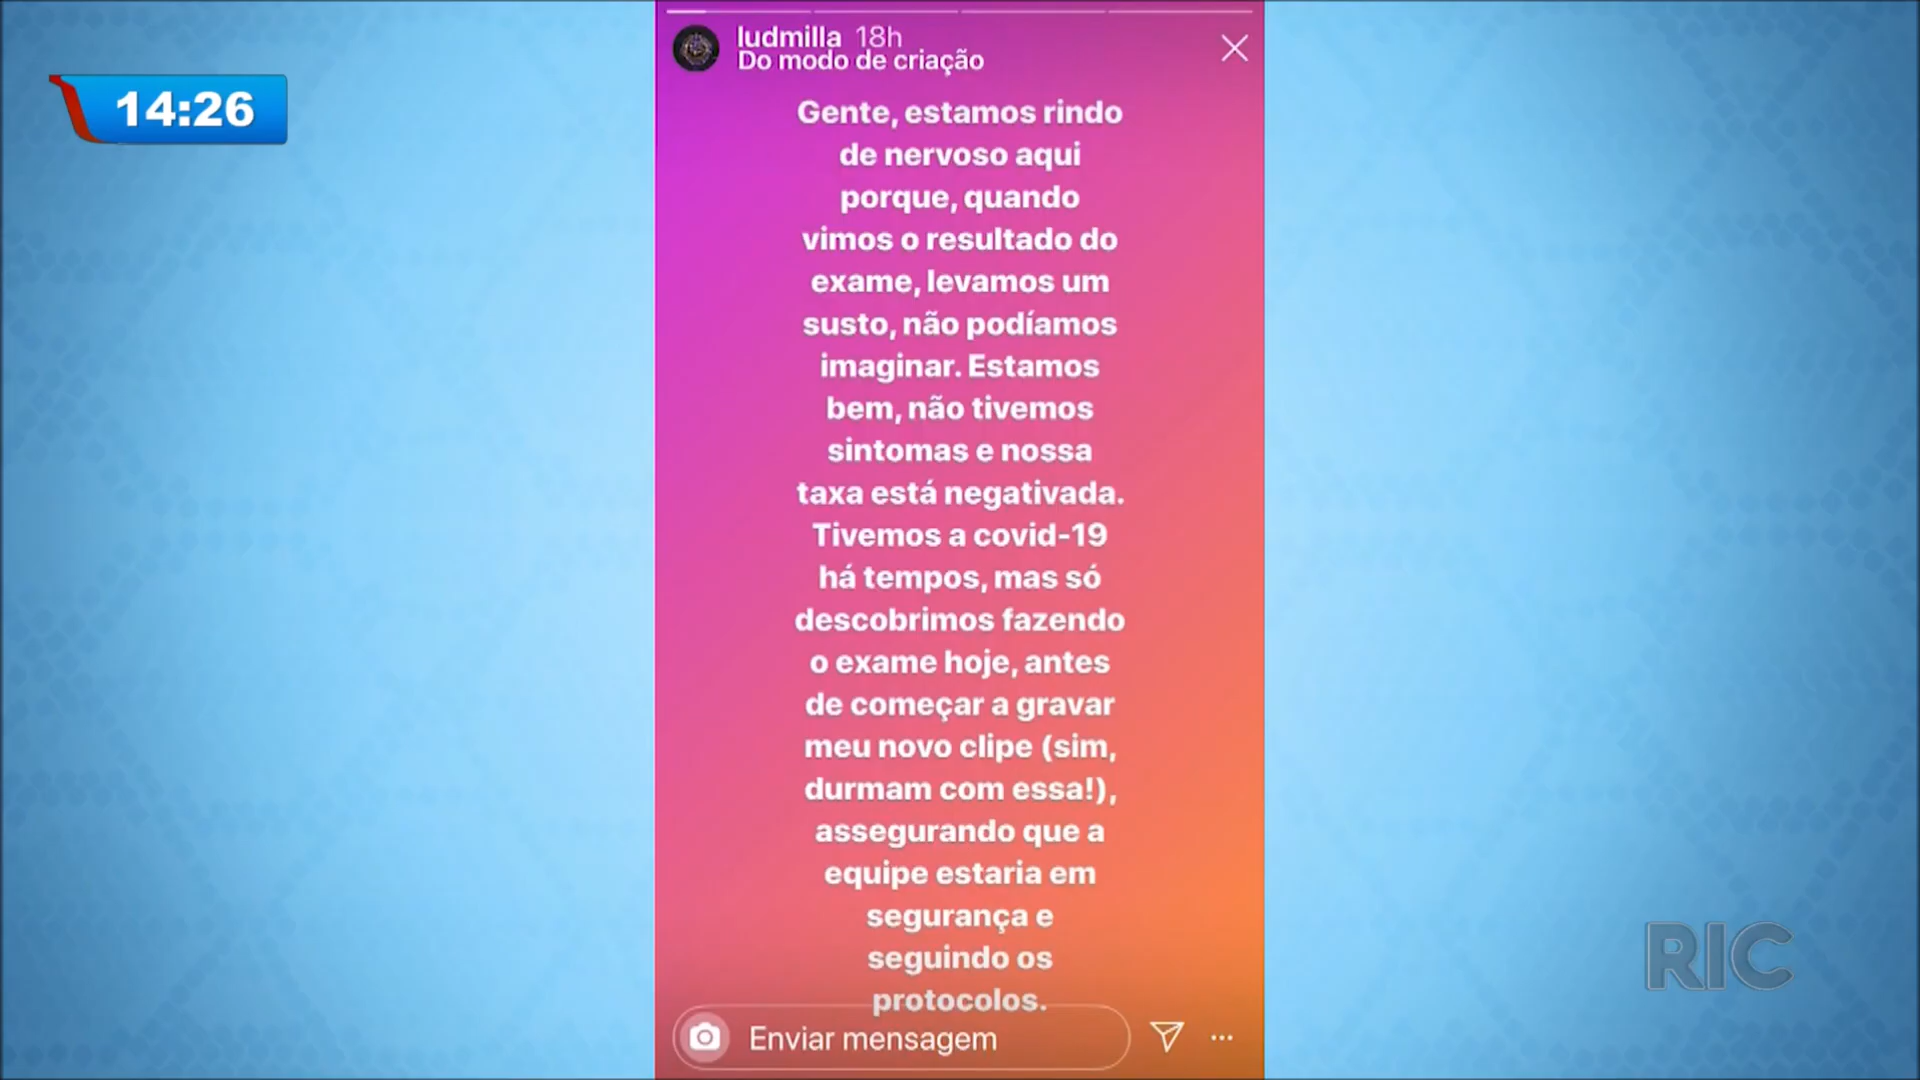 14:26
ludmilla 18h
Do modo de criação
Gente, estamos rindo
de nervoso aqui
porque, quando
vimos o resultado do
exame, levamos um
susto, não podíamos
imaginar. Estamos
bem, não tivemos
sintomas e nossa
taxa está negativada.
Tivemos a covid-19
há tempos, mas só
descobrimos fazendo
o exame hoje, antes
de começar a gravar
meu novo clipe (sim,
durmam com essa!),
assegurando que a
equipe estaria em
segurança e
seguindo os
protocolos.
Enviar mensagem
RIC